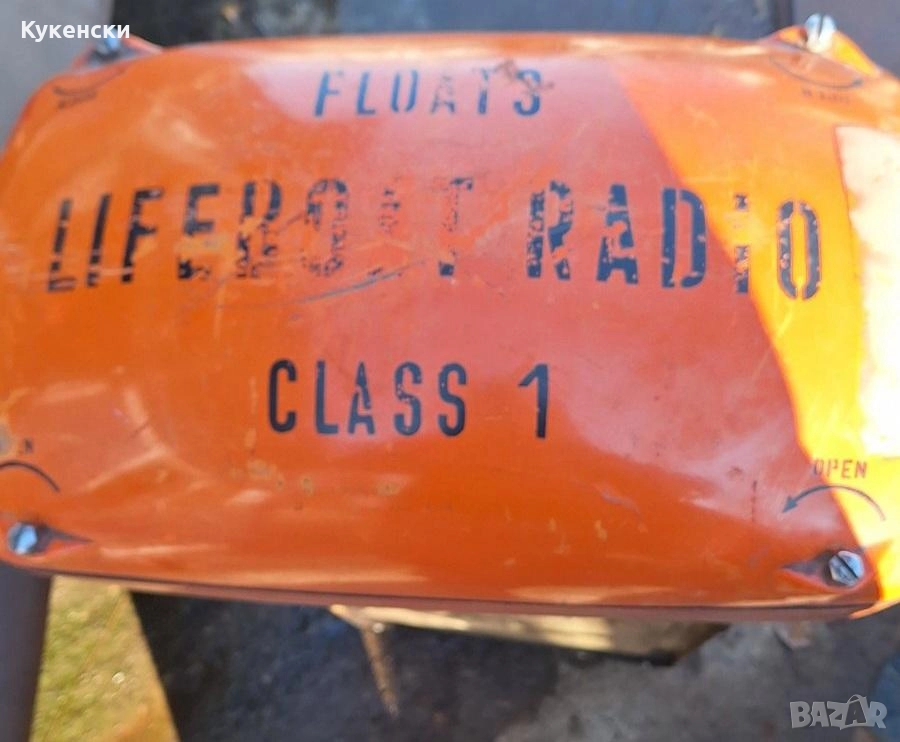 Кукенски
FLOATS
LIFEBOAT RADIO
CLASS 1
OPEN
BAZAR